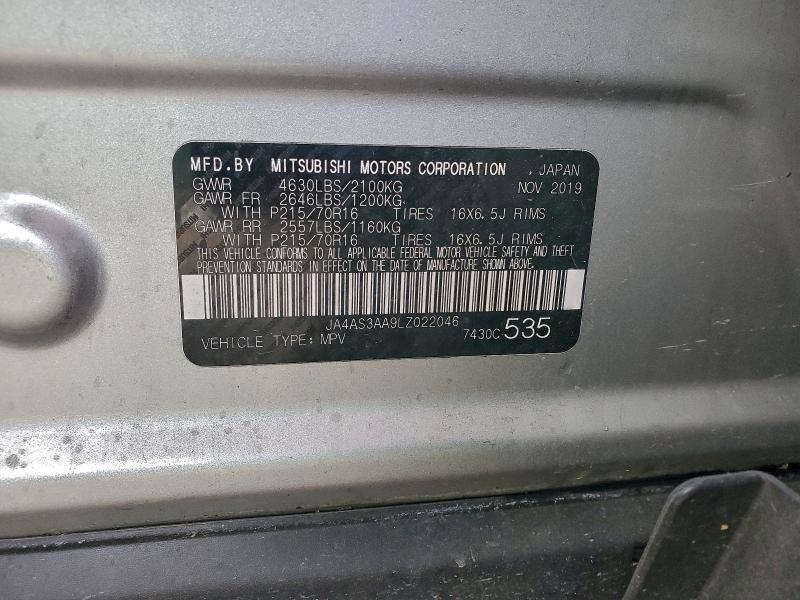 MFD.BY MITSUBISHI MOTORS CORPORATION , JAPAN
GVWR 4630LBS/2100KG NOV 2019
GAWR FR 2646LBS/1200KG
WITH P215/70R16 TIRES 16X6.5J RIMS
GAWR RR 2557LBS/1160KG
WITH P215/70R16 TIRES 16X6.5J RIMS
THIS VEHICLE CONFORMS TO ALL APPLICABLE FEDERAL MOTOR VEHICLE SAFETY AND THEFT
PREVENTION STANDARDS IN EFFECT ON THE DATE OF MANUFACTURE SHOWN ABOVE.
JA4AS3AA9LZ022046
VEHICLE TYPE: MPV 7430C 535